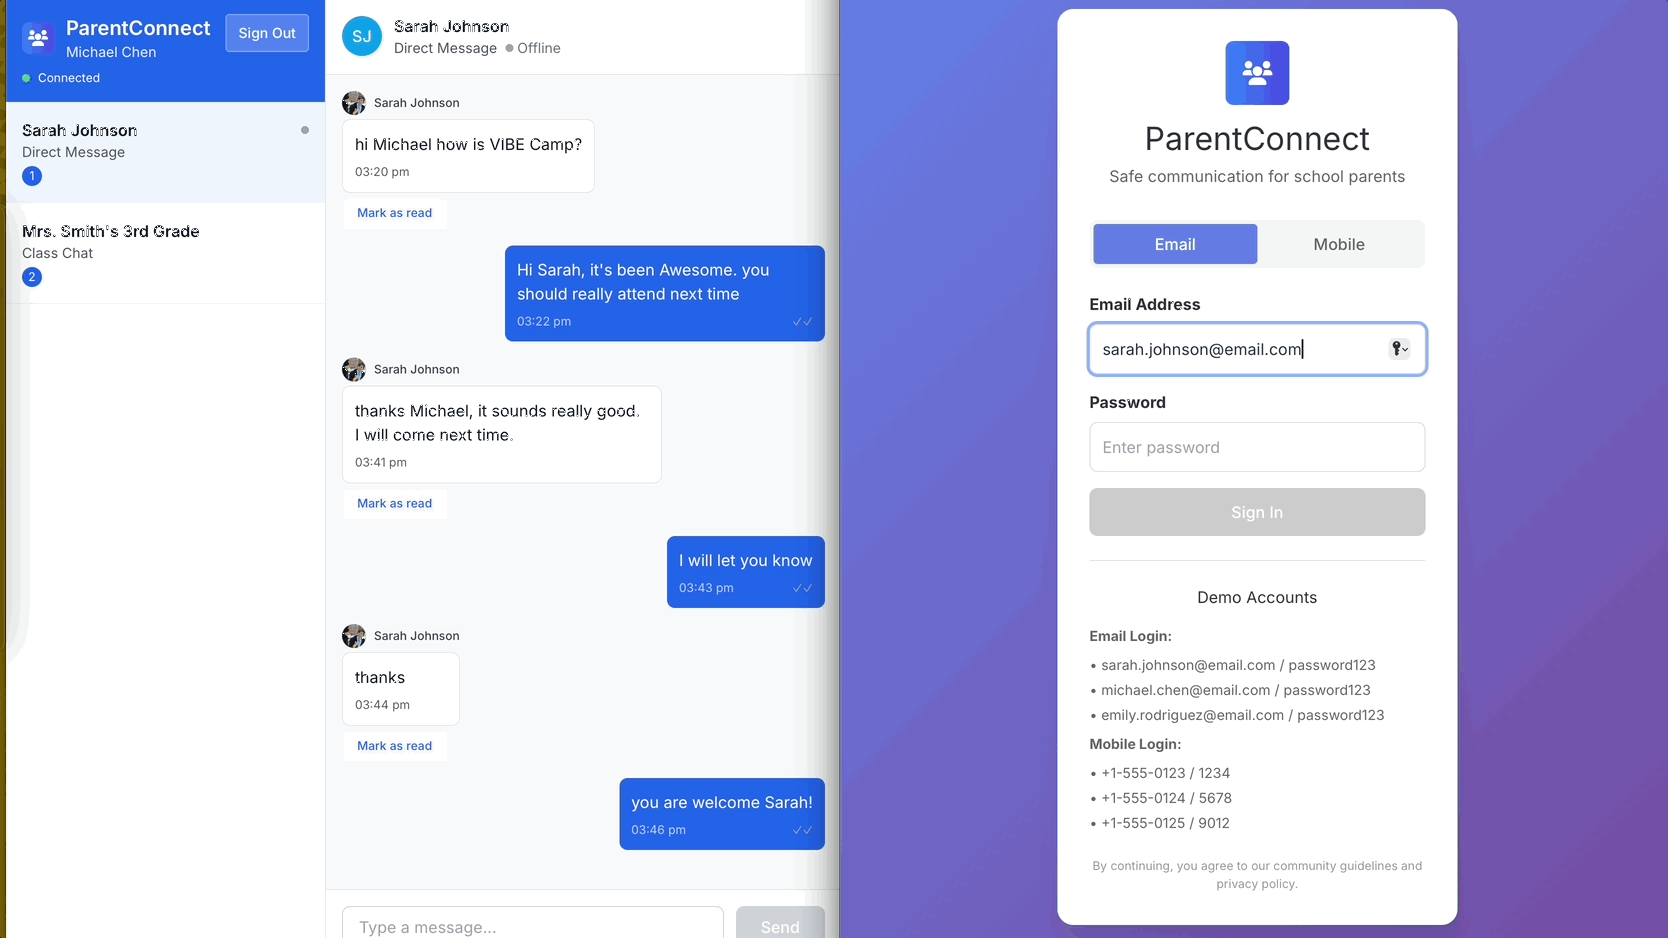 ParentConnect
Michael Chen
Sign Out
Connected
Sarah Johnson
Direct Message
1
Mrs. Smith's 3rd Grade
Class Chat
2
SJ
Sarah Johnson
Direct Message Offline
Sarah Johnson
hi Michael how is VIBE Camp?
03:20 pm
Mark as read
Hi Sarah, it's been Awesome. you
should really attend next time
03:22 pm
Sarah Johnson
thanks Michael, it sounds really good.
I will come next time.
03:41 pm
Mark as read
I will let you know
03:43 pm
Sarah Johnson
thanks
03:44 pm
Mark as read
you are welcome Sarah!
03:46 pm
Type a message...
Send
ParentConnect
Safe communication for school parents
Email Mobile
Email Address
sarah.johnson@email.com
Password
Enter password
Sign In
Demo Accounts
Email Login:
• sarah.johnson@email.com / password123
• michael.chen@email.com / password123
• emily.rodriguez@email.com / password123
Mobile Login:
• +1-555-0123 / 1234
• +1-555-0124 / 5678
• +1-555-0125 / 9012
By continuing, you agree to our community guidelines and
privacy policy.